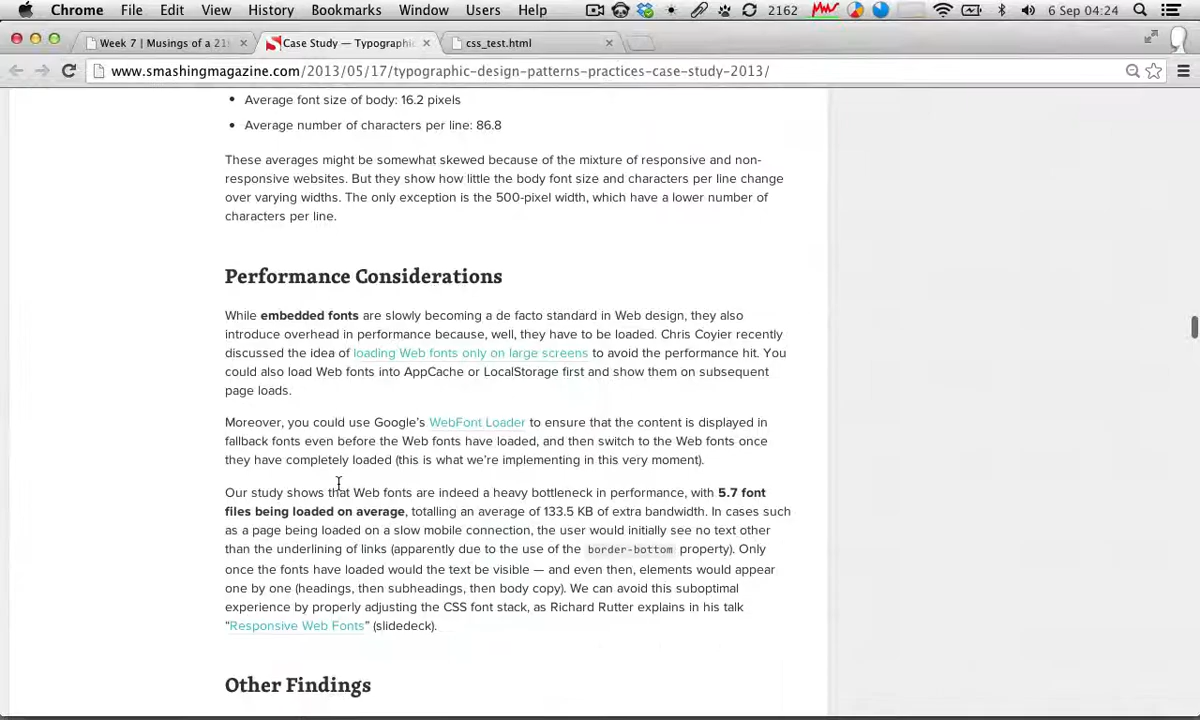 Chrome File Edit View History Bookmarks Window Users Help 2162 6 Sep 04:24
Week 7 | Musings of a 21s Case Study — Typographic css_test.html
www.smashingmagazine.com/2013/05/17/typographic-design-patterns-practices-case-study-2013/
• Average font size of body: 16.2 pixels
• Average number of characters per line: 86.8
These averages might be somewhat skewed because of the mixture of responsive and non-
responsive websites. But they show how little the body font size and characters per line change
over varying widths. The only exception is the 500-pixel width, which have a lower number of
characters per line.
Performance Considerations
While embedded fonts are slowly becoming a de facto standard in Web design, they also
introduce overhead in performance because, well, they have to be loaded. Chris Coyier recently
discussed the idea of loading Web fonts only on large screens to avoid the performance hit. You
could also load Web fonts into AppCache or LocalStorage first and show them on subsequent
page loads.
Moreover, you could use Google’s WebFont Loader to ensure that the content is displayed in
fallback fonts even before the Web fonts have loaded, and then switch to the Web fonts once
they have completely loaded (this is what we’re implementing in this very moment).
Our study shows that Web fonts are indeed a heavy bottleneck in performance, with 5.7 font
files being loaded on average, totalling an average of 133.5 KB of extra bandwidth. In cases such
as a page being loaded on a slow mobile connection, the user would initially see no text other
than the underlining of links (apparently due to the use of the border-bottom property). Only
once the fonts have loaded would the text be visible — and even then, elements would appear
one by one (headings, then subheadings, then body copy). We can avoid this suboptimal
experience by properly adjusting the CSS font stack, as Richard Rutter explains in his talk
“Responsive Web Fonts” (slidedeck).
Other Findings